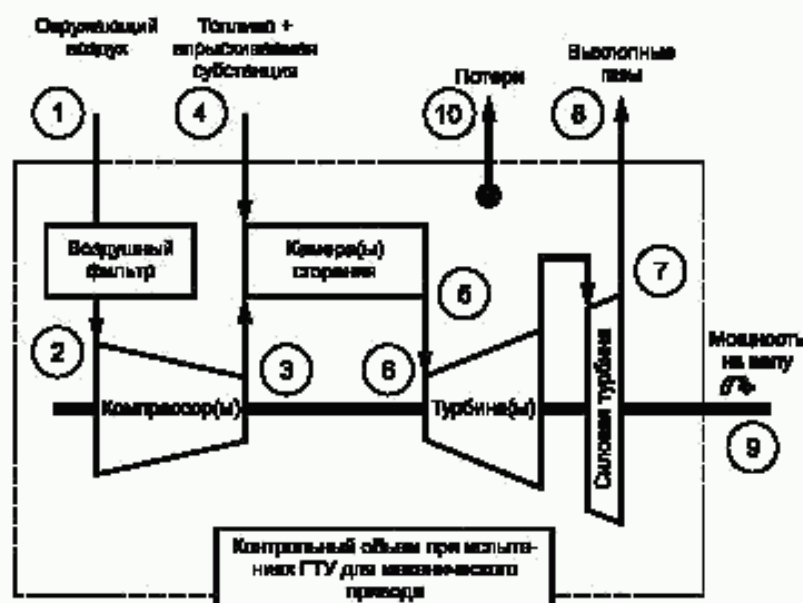 Окружающий
воздух
Топливо +
впрыскиваемая
субстанция
Потери
Выхлопные
газы
1
4
10
8
Воздушный
фильтр
Камера(ы)
сгорания
2
3
6
5
7
Мощность
на валу
Компрессор(ы)
Турбина(ы)
Силовая турбина
9
Контрольный объем при испыта-
ниях ГТУ для механического
привода